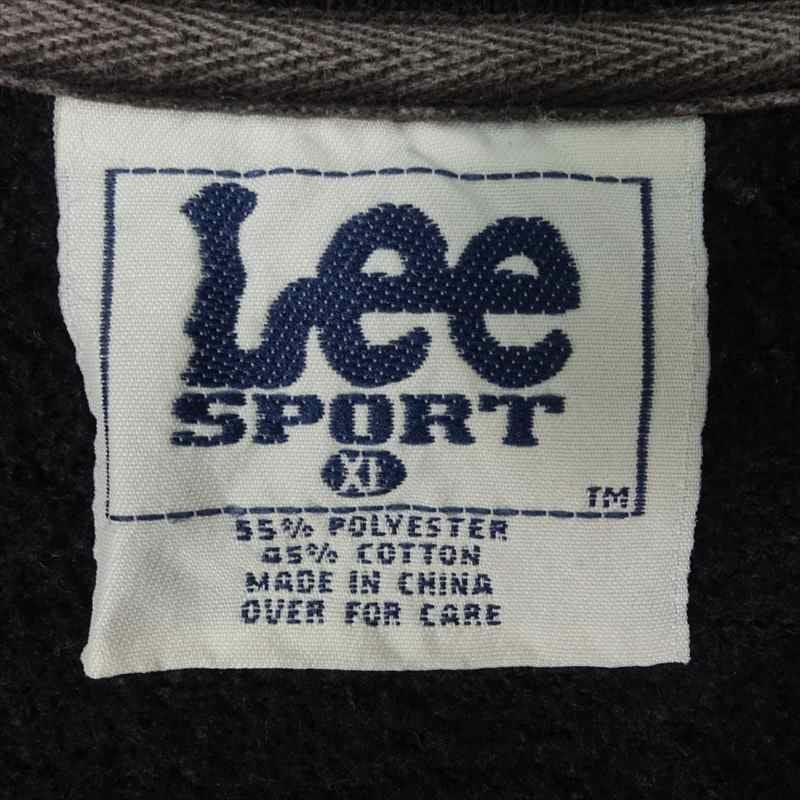 Lee
SPORT
XL
TM
55% POLYESTER
45% COTTON
MADE IN CHINA
OVER FOR CARE